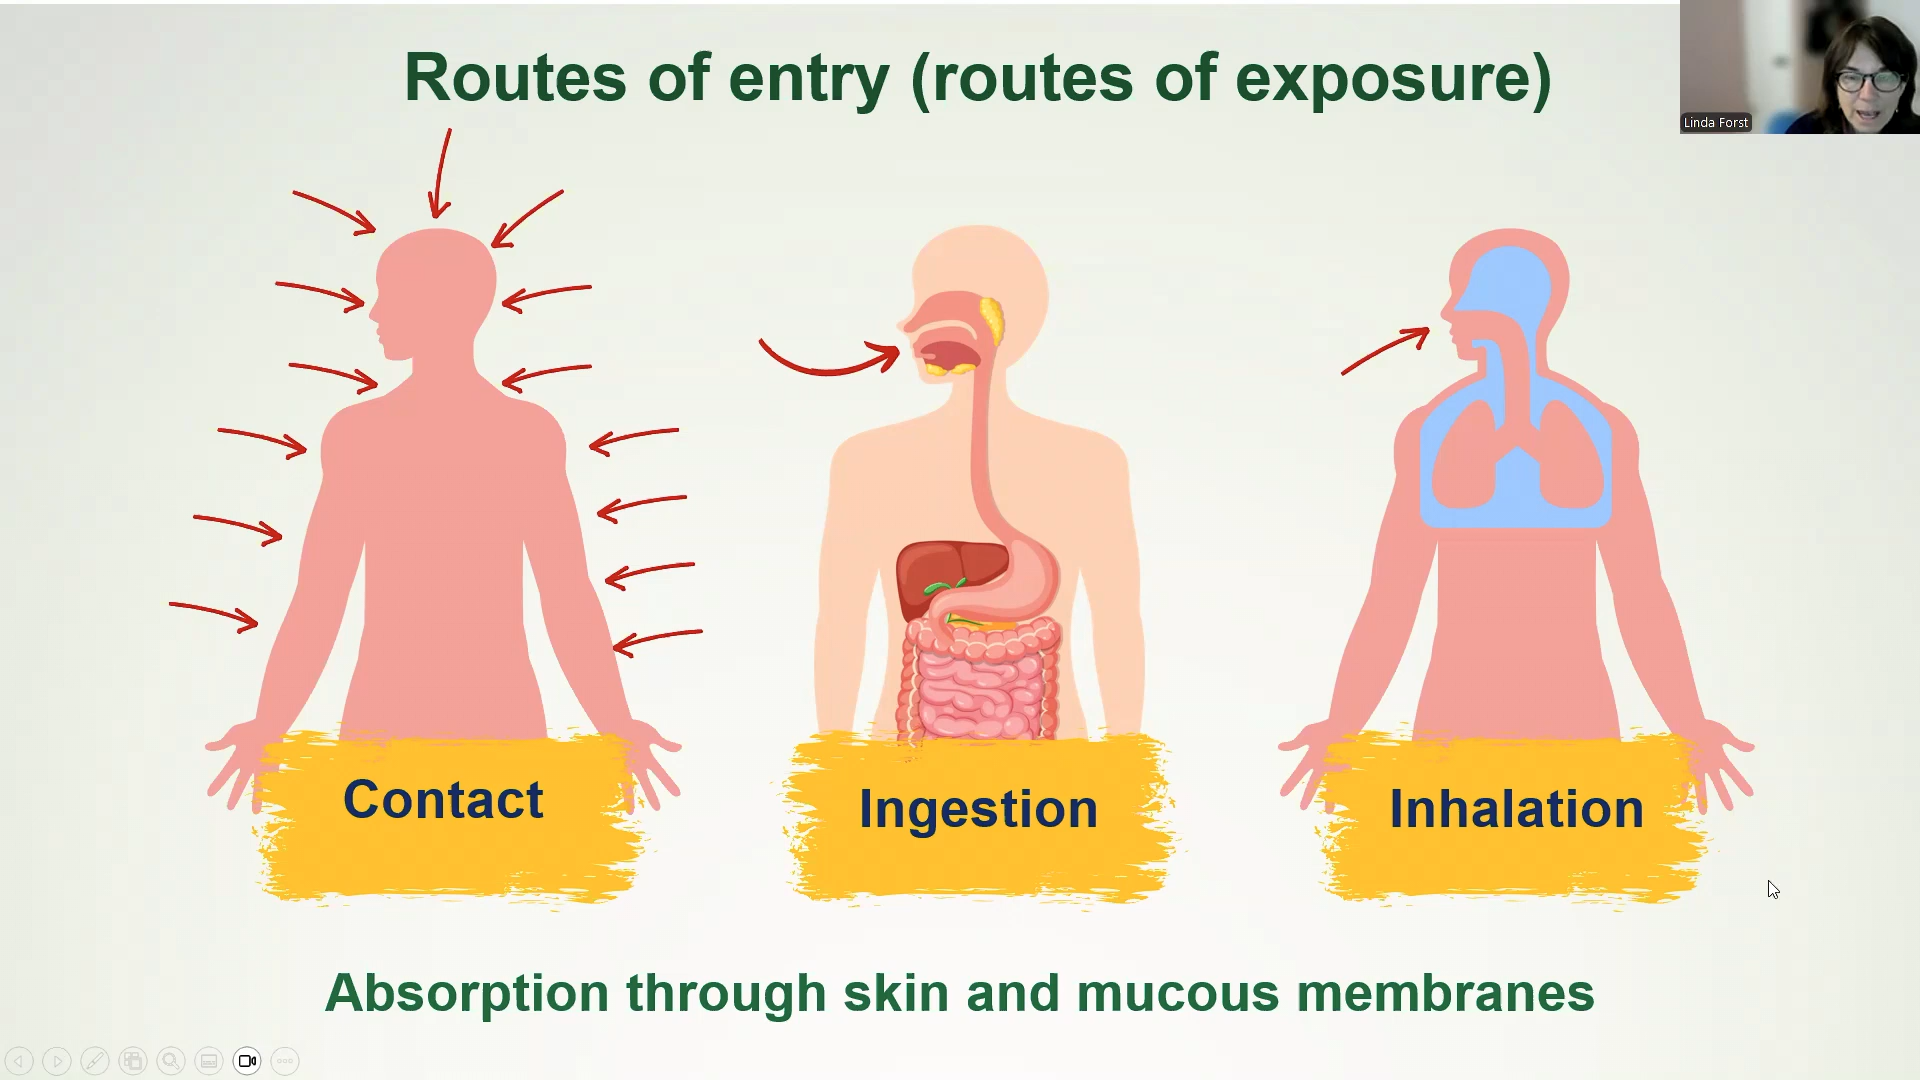 Routes of entry (routes of exposure)
Linda Forst
Contact
Ingestion
Inhalation
Absorption through skin and mucous membranes